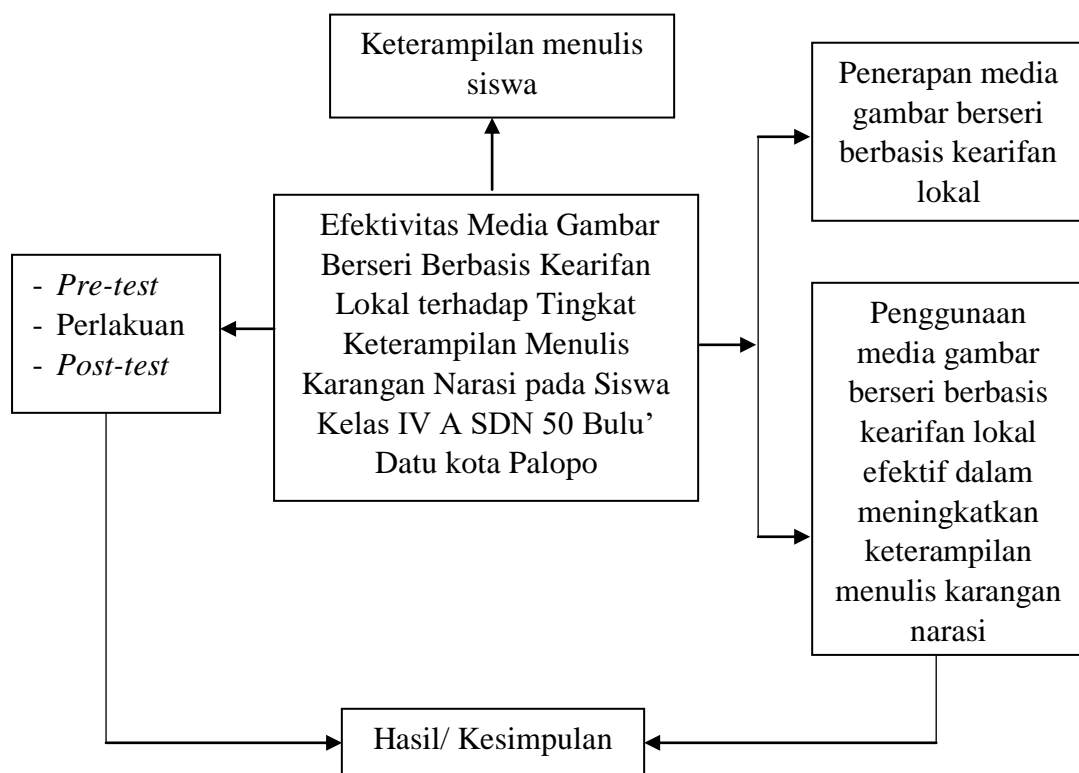 Keterampilan menulis
siswa
Penerapan media
gambar berseri
berbasis kearifan
lokal
Efektivitas Media Gambar
Berseri Berbasis Kearifan
Lokal terhadap Tingkat
Keterampilan Menulis
Karangan Narasi pada Siswa
Kelas IV A SDN 50 Bulu’
Datu kota Palopo
- Pre-test
- Perlakuan
- Post-test
Penggunaan
media gambar
berseri berbasis
kearifan lokal
efektif dalam
meningkatkan
keterampilan
menulis karangan
narasi
Hasil/ Kesimpulan